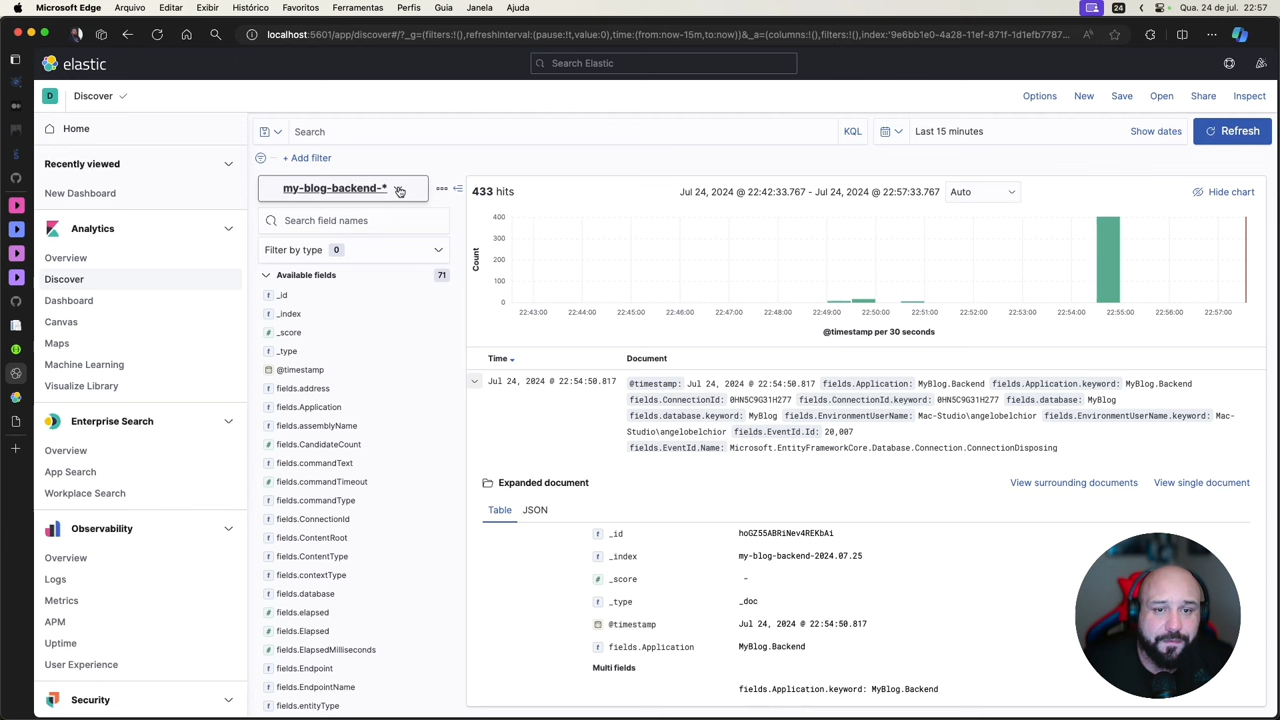 Microsoft Edge Arquivo Editar Exibir Histórico Favoritos Ferramentas Perfis Guia Janela Ajuda 24 Qua. 24 de jul. 22:57
localhost:5601/app/discover#/?_g=(filters:!(),refreshInterval:(pause:!t,value:0),time:(from:now-15m,to:now))&_a=(columns:!(),filters:!(),index:'9e6bb1e0-4a28-11ef-871f-1d1efb7787...
elastic
Search Elastic
D
Discover
Options New Save Open Share Inspect
Home
Recently viewed
New Dashboard
Analytics
Overview
Discover
Dashboard
Canvas
Maps
Machine Learning
Visualize Library
Enterprise Search
Overview
App Search
Workplace Search
Observability
Overview
Logs
Metrics
APM
Uptime
User Experience
Security
Search
KQL
Last 15 minutes
Show dates
Refresh
+ Add filter
my-blog-backend-*
Search field names
Filter by type 0
Available fields 71
t _id
t _index
# _score
t _type
@timestamp
t fields.address
t fields.Application
t fields.assemblyName
# fields.CandidateCount
t fields.commandText
# fields.commandTimeout
t fields.commandType
t fields.ConnectionId
t fields.ContentRoot
t fields.ContentType
t fields.contextType
t fields.database
# fields.elapsed
# fields.Elapsed
# fields.ElapsedMilliseconds
t fields.Endpoint
t fields.EndpointName
t fields.entityType
433 hits
Jul 24, 2024 @ 22:42:33.767 - Jul 24, 2024 @ 22:57:33.767
Auto
Hide chart
Count
400
300
200
100
0
22:43:00 22:44:00 22:45:00 22:46:00 22:47:00 22:48:00 22:49:00 22:50:00 22:51:00 22:52:00 22:53:00 22:54:00 22:55:00 22:56:00 22:57:00
@timestamp per 30 seconds
Time Document
Jul 24, 2024 @ 22:54:50.817
@timestamp: Jul 24, 2024 @ 22:54:50.817 fields.Application: MyBlog.Backend fields.Application.keyword: MyBlog.Backend
fields.ConnectionId: 0HN5C9G31H277 fields.ConnectionId.keyword: 0HN5C9G31H277 fields.database: MyBlog
fields.database.keyword: MyBlog fields.EnvironmentUserName: Mac-Studio\angelobelchior fields.EnvironmentUserName.keyword: Mac-
Studio\angelobelchior fields.EventId.Id: 20,007
fields.EventId.Name: Microsoft.EntityFrameworkCore.Database.Connection.ConnectionDisposing
Expanded document
View surrounding documents View single document
Table JSON
t _id hoGZ55ABRiNev4REKbAi
t _index my-blog-backend-2024.07.25
# _score -
t _type _doc
@timestamp Jul 24, 2024 @ 22:54:50.817
t fields.Application MyBlog.Backend
Multi fields
fields.Application.keyword: MyBlog.Backend